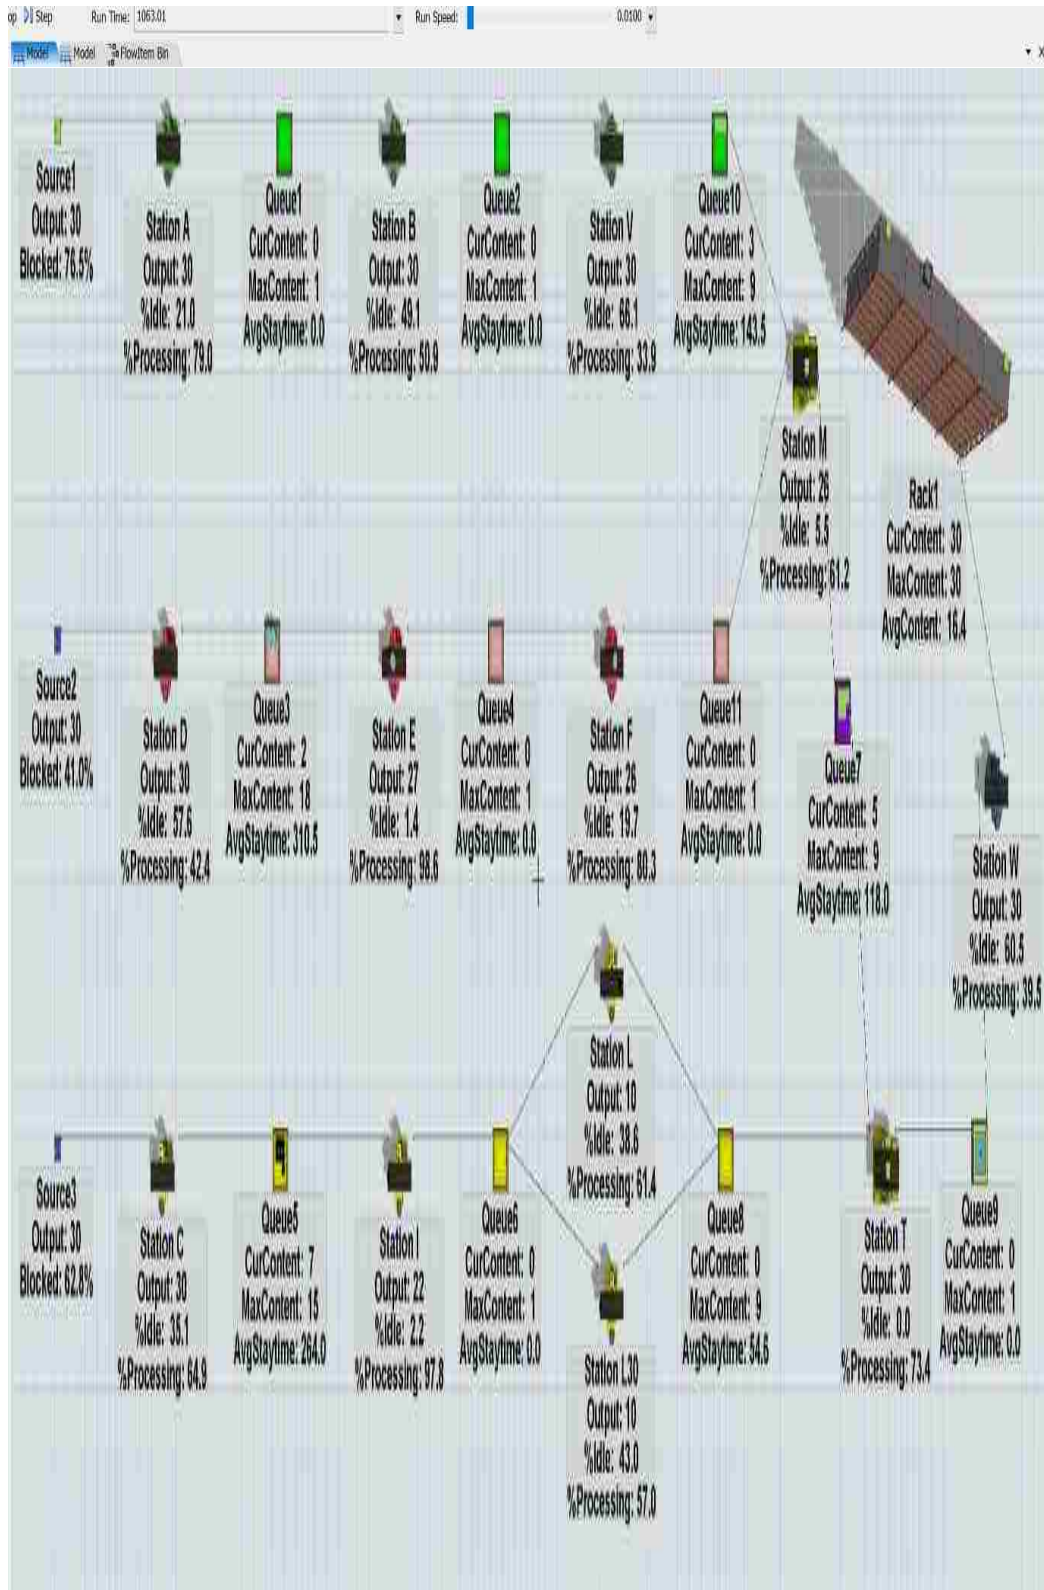 op Step Run Time: 1063.01 Run Speed: 0.0100
Model Model FlowItem Bin
Source1
Output: 30
Blocked: 76.5%
Station A
Output: 30
%Idle: 21.0
%Processing: 79.0
Queue1
CurContent: 0
MaxContent: 1
AvgStaytime: 0.0
Station B
Output: 30
%Idle: 49.1
%Processing: 50.9
Queue2
CurContent: 0
MaxContent: 1
AvgStaytime: 0.0
Station V
Output: 30
%Idle: 66.1
%Processing: 33.9
Queue10
CurContent: 3
MaxContent: 9
AvgStaytime: 143.5
Station M
Output: 26
%Idle: 5.5
%Processing: 61.2
Rack1
CurContent: 30
MaxContent: 30
AvgContent: 16.4
Source2
Output: 30
Blocked: 41.0%
Station D
Output: 30
%Idle: 57.6
%Processing: 42.4
Queue3
CurContent: 2
MaxContent: 18
AvgStaytime: 310.5
Station E
Output: 27
%Idle: 1.4
%Processing: 98.6
Queue4
CurContent: 0
MaxContent: 1
AvgStaytime: 0.0
Station F
Output: 26
%Idle: 19.7
%Processing: 80.3
Queue11
CurContent: 0
MaxContent: 1
AvgStaytime: 0.0
Queue7
CurContent: 5
MaxContent: 9
AvgStaytime: 118.0
Station W
Output: 30
%Idle: 60.5
%Processing: 39.5
Station L
Output: 10
%Idle: 38.6
%Processing: 61.4
Source3
Output: 30
Blocked: 62.8%
Station C
Output: 30
%Idle: 35.1
%Processing: 64.9
Queue5
CurContent: 7
MaxContent: 15
AvgStaytime: 264.0
Station I
Output: 22
%Idle: 2.2
%Processing: 97.8
Queue6
CurContent: 0
MaxContent: 1
AvgStaytime: 0.0
Station L30
Output: 10
%Idle: 43.0
%Processing: 57.0
Queue8
CurContent: 0
MaxContent: 9
AvgStaytime: 54.6
Station T
Output: 30
%Idle: 0.0
%Processing: 73.4
Queue9
CurContent: 0
MaxContent: 1
AvgStaytime: 0.0